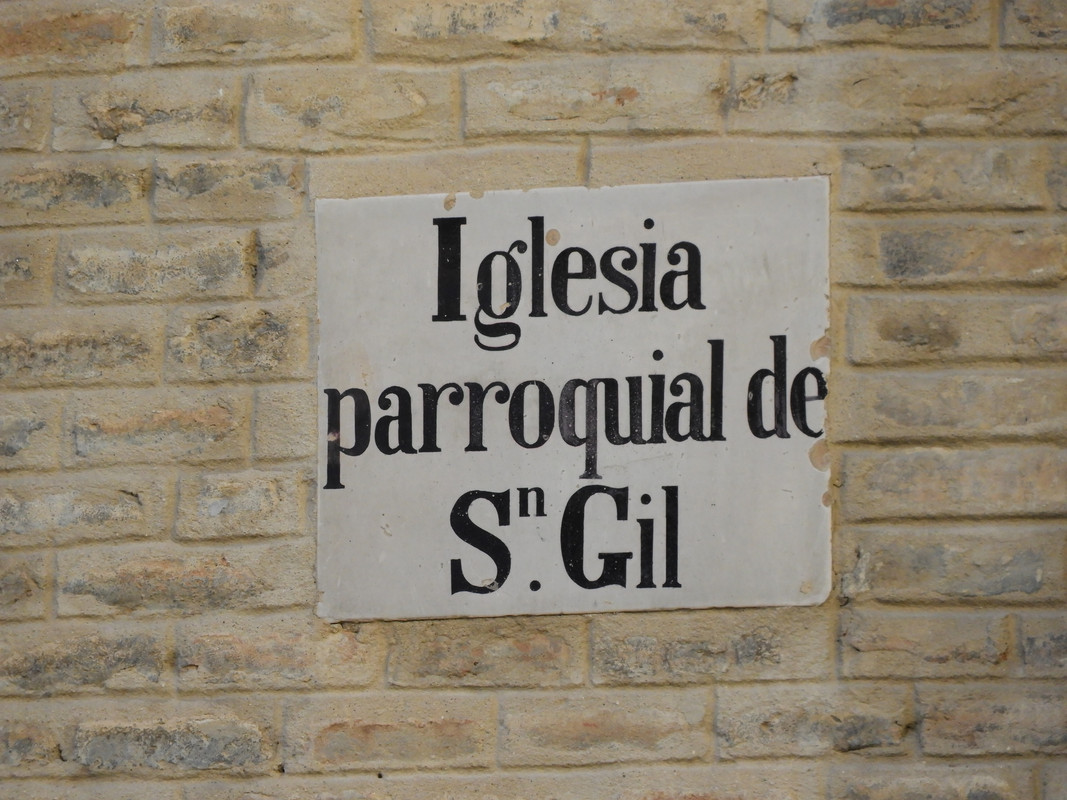 Iglesia
parroquial de
Sⁿ. Gil